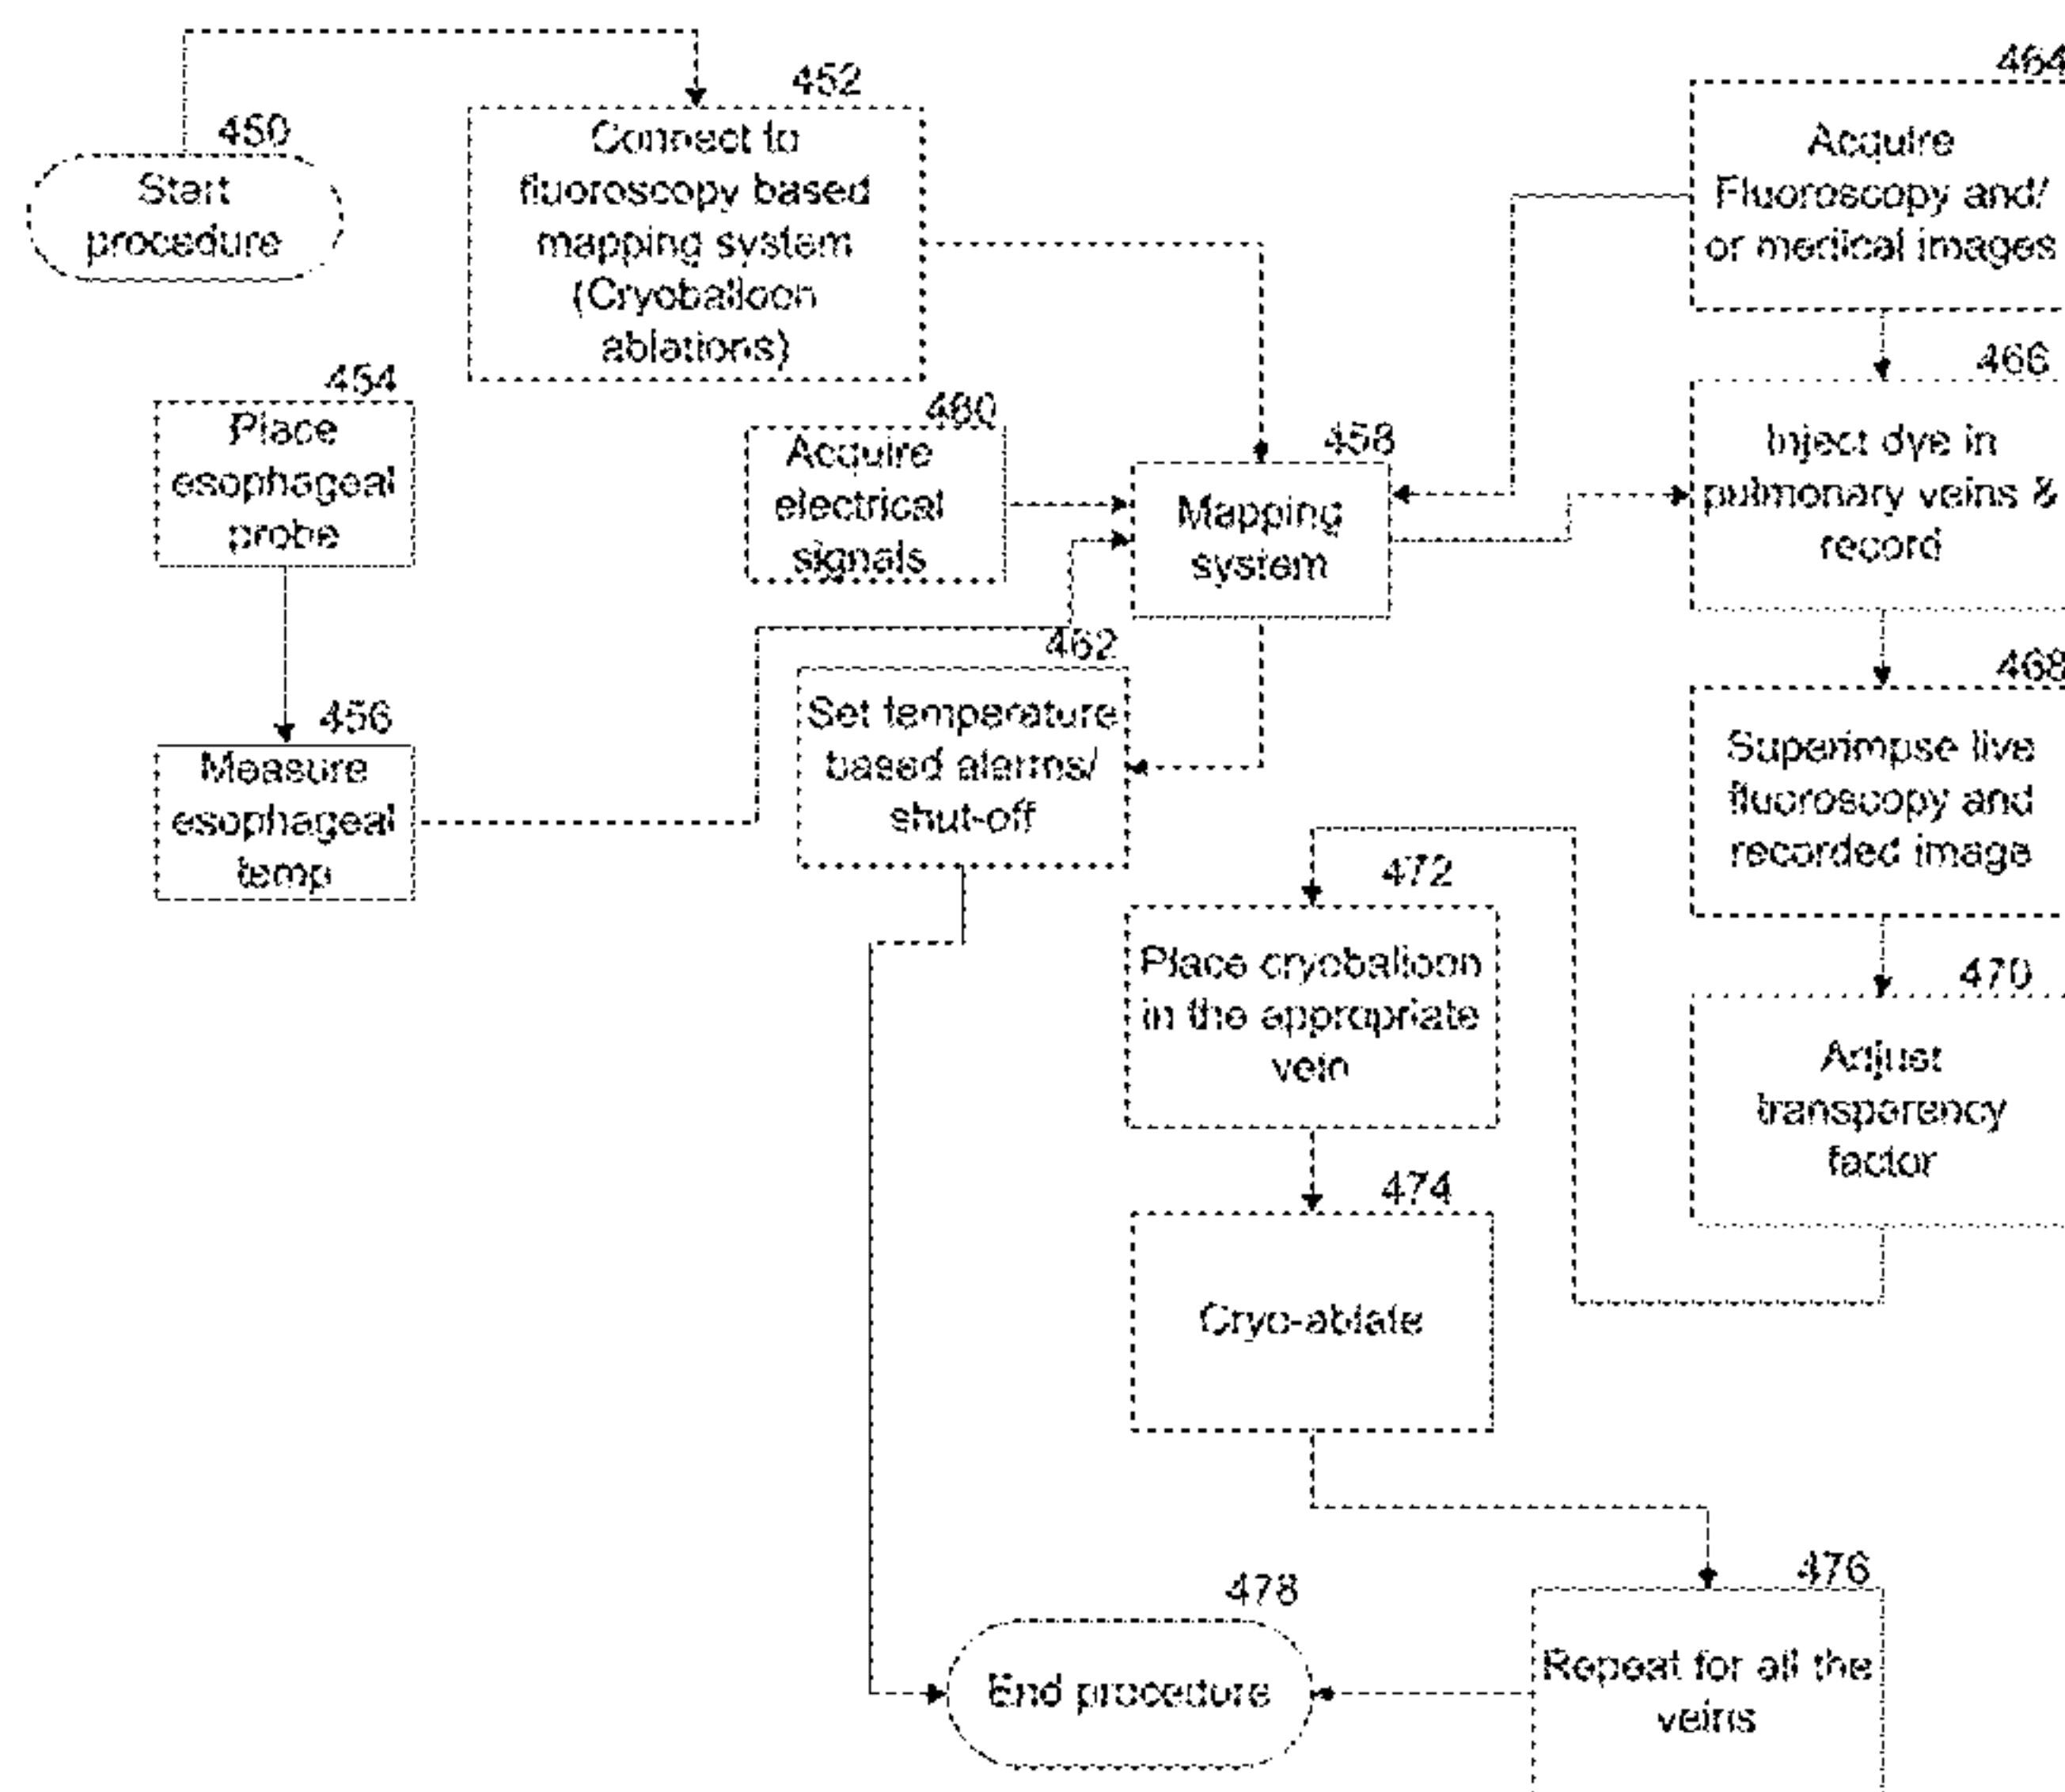 450
Start
procedure
452
Connect to
fluoroscopy based
mapping system
(Cryoballoon
ablations)
454
Place
esophageal
probe
456
Measure
esophageal
temp
460
Acquire
electrical
signals
458
Mapping
system
462
Set temperature
based alarms/
shut-off
464
Acquire
Fluoroscopy and/
or medical images
466
Inject dye in
pulmonary veins &
record
468
Superimpse live
fluoroscopy and
recorded image
470
Adjust
transparency
factor
472
Place cryoballoon
in the appropriate
vein
474
Cryo-ablate
476
Repeat for all the
veins
478
End procedure